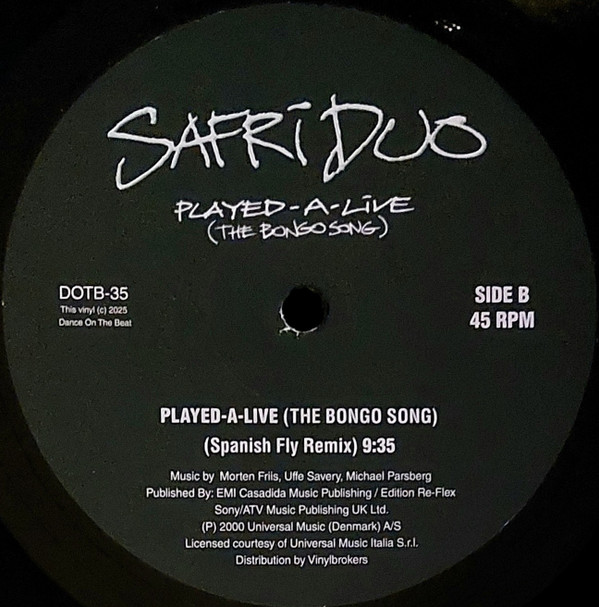 SAFRI DUO
PLAYED-A-LIVE
(THE BONGO SONG)
DOTB-35
This vinyl (c) 2025
Dance On The Beat
SIDE B
45 RPM
PLAYED-A-LIVE (THE BONGO SONG)
(Spanish Fly Remix) 9:35
Music by Morten Friis, Uffe Savery, Michael Parsberg
Published By: EMI Casadida Music Publishing / Edition Re-Flex
Sony/ATV Music Publishing UK Ltd.
(P) 2000 Universal Music (Denmark) A/S
Licensed courtesy of Universal Music Italia S.r.l.
Distribution by Vinylbrokers